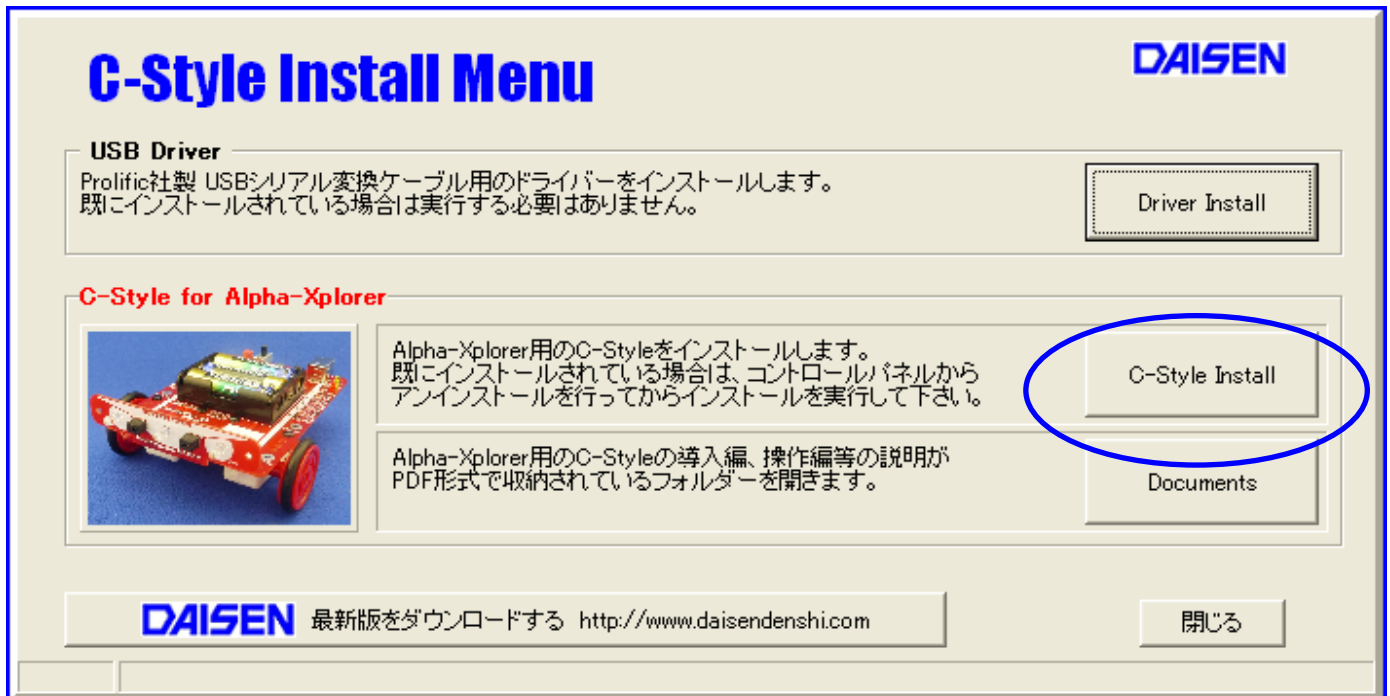 C-Style Install Menu
DAISEN
USB Driver
Prolific社製 USBシリアル変換ケーブル用のドライバーをインストールします。
既にインストールされている場合は実行する必要はありません。
Driver Install
C-Style for Alpha-Xplorer
Alpha-Xplorer用のC-Styleをインストールします。
既にインストールされている場合は、コントロールパネルから
アンインストールを行ってからインストールを実行して下さい。
C-Style Install
Alpha-Xplorer用のC-Styleの導入編、操作編等の説明が
PDF形式で収納されているフォルダーを開きます。
Documents
DAISEN 最新版をダウンロードする http://www.daisendenshi.com
閉じる